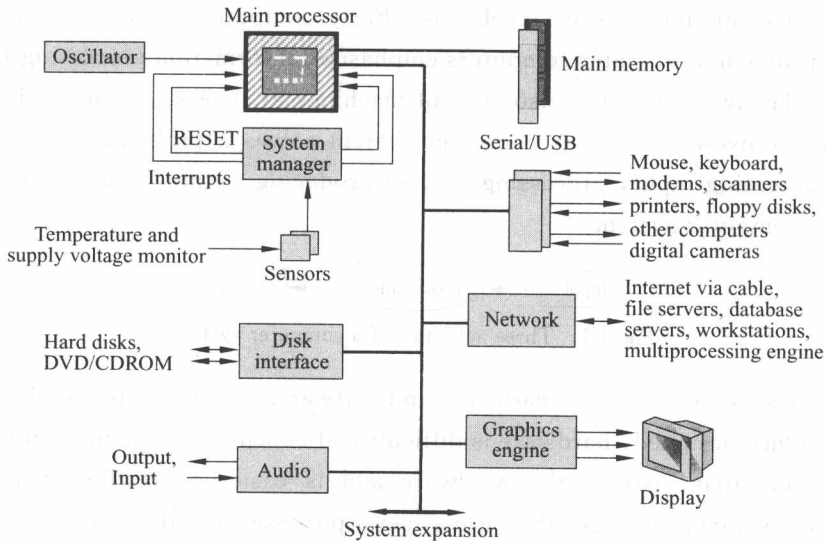 Main processor
Oscillator
Main memory
RESET
System
manager
Interrupts
Serial/USB
Mouse, keyboard,
modems, scanners
printers, floppy disks,
other computers
digital cameras
Temperature and
supply voltage monitor
Sensors
Internet via cable,
file servers, database
servers, workstations,
multiprocessing engine
Network
Hard disks,
DVD/CDROM
Disk
interface
Graphics
engine
Output,
Input
Audio
Display
System expansion